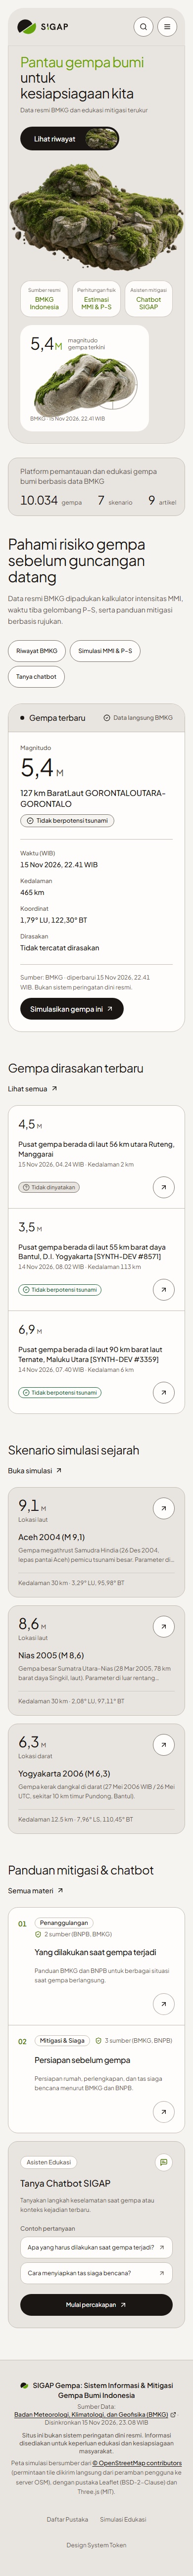 SIGAP
Pantau gempa bumi
untuk
kesiapsiagaan kita
Data resmi BMKG dan edukasi mitigasi terukur
Lihat riwayat
Sumber resmi
BMKG
Indonesia
Perhitungan fisik
Estimasi
MMI & P–S
Asisten mitigasi
Chatbot
SIGAP
5,4 M
magnitudo
gempa terkini
BMKG · 15 Nov 2026, 22.41 WIB
Platform pemantauan dan edukasi gempa
bumi berbasis data BMKG
10.034 gempa
7 skenario
9 artikel
Pahami risiko gempa
sebelum guncangan
datang
Data resmi BMKG dipadukan kalkulator intensitas MMI,
waktu tiba gelombang P–S, serta panduan mitigasi
berbasis rujukan.
Riwayat BMKG
Simulasi MMI & P–S
Tanya chatbot
Gempa terbaru
Data langsung BMKG
Magnitudo
5,4 M
127 km BaratLaut GORONTALOUTARA-
GORONTALO
Tidak berpotensi tsunami
Waktu (WIB)
15 Nov 2026, 22.41 WIB
Kedalaman
465 km
Koordinat
1,79° LU, 122,30° BT
Dirasakan
Tidak tercatat dirasakan
Sumber: BMKG · diperbarui 15 Nov 2026, 22.41
WIB. Bukan sistem peringatan dini resmi.
Simulasikan gempa ini
Gempa dirasakan terbaru
Lihat semua
4,5 M
Pusat gempa berada di laut 56 km utara Ruteng,
Manggarai
15 Nov 2026, 04.24 WIB · Kedalaman 2 km
Tidak dinyatakan
3,5 M
Pusat gempa berada di laut 55 km barat daya
Bantul, D.I. Yogyakarta [SYNTH-DEV #8571]
14 Nov 2026, 08.02 WIB · Kedalaman 113 km
Tidak berpotensi tsunami
6,9 M
Pusat gempa berada di laut 90 km barat laut
Ternate, Maluku Utara [SYNTH-DEV #3359]
14 Nov 2026, 07.40 WIB · Kedalaman 6 km
Tidak berpotensi tsunami
Skenario simulasi sejarah
Buka simulasi
9,1 M
Lokasi laut
Aceh 2004 (M 9,1)
Gempa megathrust Samudra Hindia (26 Des 2004,
lepas pantai Aceh) pemicu tsunami besar. Parameter di…
Kedalaman 30 km · 3.29° LU, 95,98° BT
8,6 M
Lokasi laut
Nias 2005 (M 8,6)
Gempa besar Sumatra Utara–Nias (28 Mar 2005, 78 km
barat daya Singkil, laut). Parameter di luar rentang…
Kedalaman 30 km · 2.08° LU, 97,11° BT
6,3 M
Lokasi darat
Yogyakarta 2006 (M 6,3)
Gempa kerak dangkal di darat (27 Mei 2006 WIB / 26 Mei
UTC, sekitar 10 km timur Pundong, Bantul).
Kedalaman 12.5 km · 7,96° LS, 110,45° BT
Panduan mitigasi & chatbot
Semua materi
01
Penanggulangan
2 sumber (BNPB, BMKG)
Yang dilakukan saat gempa terjadi
Panduan BMKG dan BNPB untuk berbagai situasi
saat gempa berlangsung.
02
Mitigasi & Siaga
3 sumber (BMKG, BNPB)
Persiapan sebelum gempa
Persiapan rumah, perlengkapan, dan tas siaga
bencana menurut BMKG dan BNPB.
Asisten Edukasi
Tanya Chatbot SIGAP
Tanyakan langkah keselamatan saat gempa atau
konteks kejadian terbaru.
Contoh pertanyaan
Apa yang harus dilakukan saat gempa terjadi?
Cara menyiapkan tas siaga bencana?
Mulai percakapan
SIGAP Gempa: Sistem Informasi & Mitigasi
Gempa Bumi Indonesia
Sumber Data:
Badan Meteorologi, Klimatologi, dan Geofisika (BMKG) ·
Disinkronkan 15 Nov 2026, 23.08 WIB
Situs ini bukan sistem peringatan dini resmi. Informasi
disediakan untuk keperluan edukasi dan kesiapsiagaan
masyarakat.
Peta simulasi bersumber dari © OpenStreetMap contributors
(permintaan tile dikirim langsung dari peramban pengguna ke
server OSM), dengan pustaka Leaflet (BSD-2-Clause) dan
Three.js (MIT).
Daftar Pustaka
Simulasi Edukasi
Design System Token